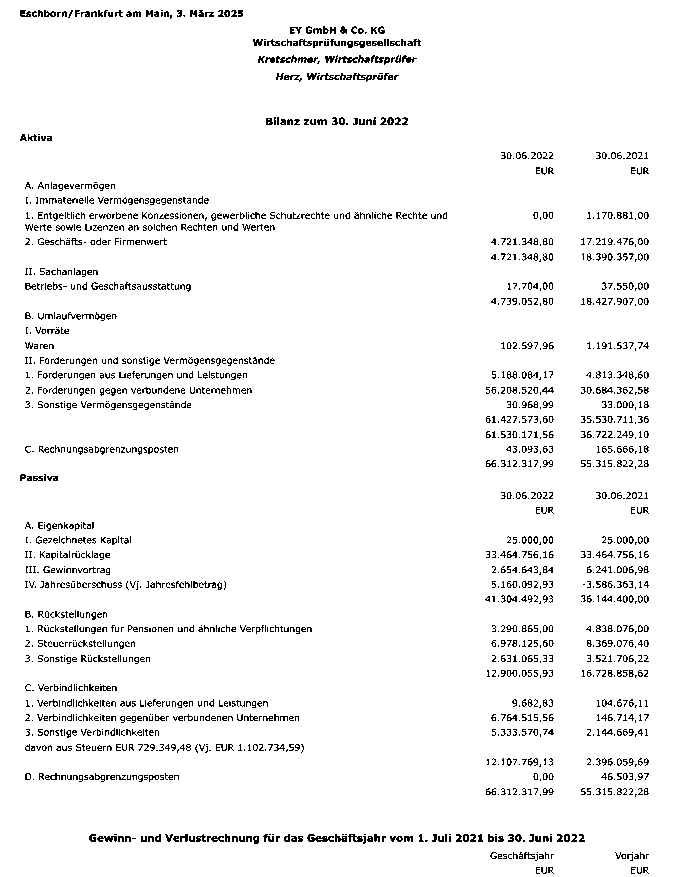 Eschborn/Frankfurt am Main, 3. März 2025
EY GmbH & Co. KG
Wirtschaftsprüfungsgesellschaft
Kretschmer, Wirtschaftsprüfer
Herz, Wirtschaftsprüfer
Bilanz zum 30. Juni 2022
Aktiva
30.06.2022 30.06.2021
EUR EUR
A. Anlagevermögen
I. Immaterielle Vermögensgegenstände
1. Entgeltlich erworbene Konzessionen, gewerbliche Schutzrechte und ähnliche Rechte und 0,00 1.170.881,00
Werte sowie Lizenzen an solchen Rechten und Werten
2. Geschäfts- oder Firmenwert 4.721.348,80 17.219.476,00
4.721.348,80 18.390.357,00
II. Sachanlagen
Betriebs- und Geschäftsausstattung 17.704,00 37.550,00
4.739.052,80 18.427.907,00
B. Umlaufvermögen
I. Vorräte
Waren 102.597,96 1.191.537,74
II. Forderungen und sonstige Vermögensgegenstände
1. Forderungen aus Lieferungen und Leistungen 5.188.084,17 4.813.348,60
2. Forderungen gegen verbundene Unternehmen 56.208.520,44 30.684.362,58
3. Sonstige Vermögensgegenstände 30.968,99 33.000,18
61.427.573,60 35.530.711,36
61.530.171,56 36.722.249,10
C. Rechnungsabgrenzungsposten 43.093,63 165.666,18
66.312.317,99 55.315.822,28
Passiva
30.06.2022 30.06.2021
EUR EUR
A. Eigenkapital
I. Gezeichnetes Kapital 25.000,00 25.000,00
II. Kapitalrücklage 33.464.756,16 33.464.756,16
III. Gewinnvortrag 2.654.643,84 6.241.006,98
IV. Jahresüberschuss (Vj. Jahresfehlbetrag) 5.160.092,93 -3.586.363,14
41.304.492,93 36.144.400,00
B. Rückstellungen
1. Rückstellungen für Pensionen und ähnliche Verpflichtungen 3.290.865,00 4.838.076,00
2. Steuerrückstellungen 6.978.125,60 8.369.076,40
3. Sonstige Rückstellungen 2.631.065,33 3.521.706,22
12.900.055,93 16.728.858,62
C. Verbindlichkeiten
1. Verbindlichkeiten aus Lieferungen und Leistungen 9.682,83 104.676,11
2. Verbindlichkeiten gegenüber verbundenen Unternehmen 6.764.515,56 146.714,17
3. Sonstige Verbindlichkeiten 5.333.570,74 2.144.669,41
davon aus Steuern EUR 729.349,48 (Vj. EUR 1.102.734,59)
12.107.769,13 2.396.059,69
D. Rechnungsabgrenzungsposten 0,00 46.503,97
66.312.317,99 55.315.822,28
Gewinn- und Verlustrechnung für das Geschäftsjahr vom 1. Juli 2021 bis 30. Juni 2022
Geschäftsjahr Vorjahr
EUR EUR